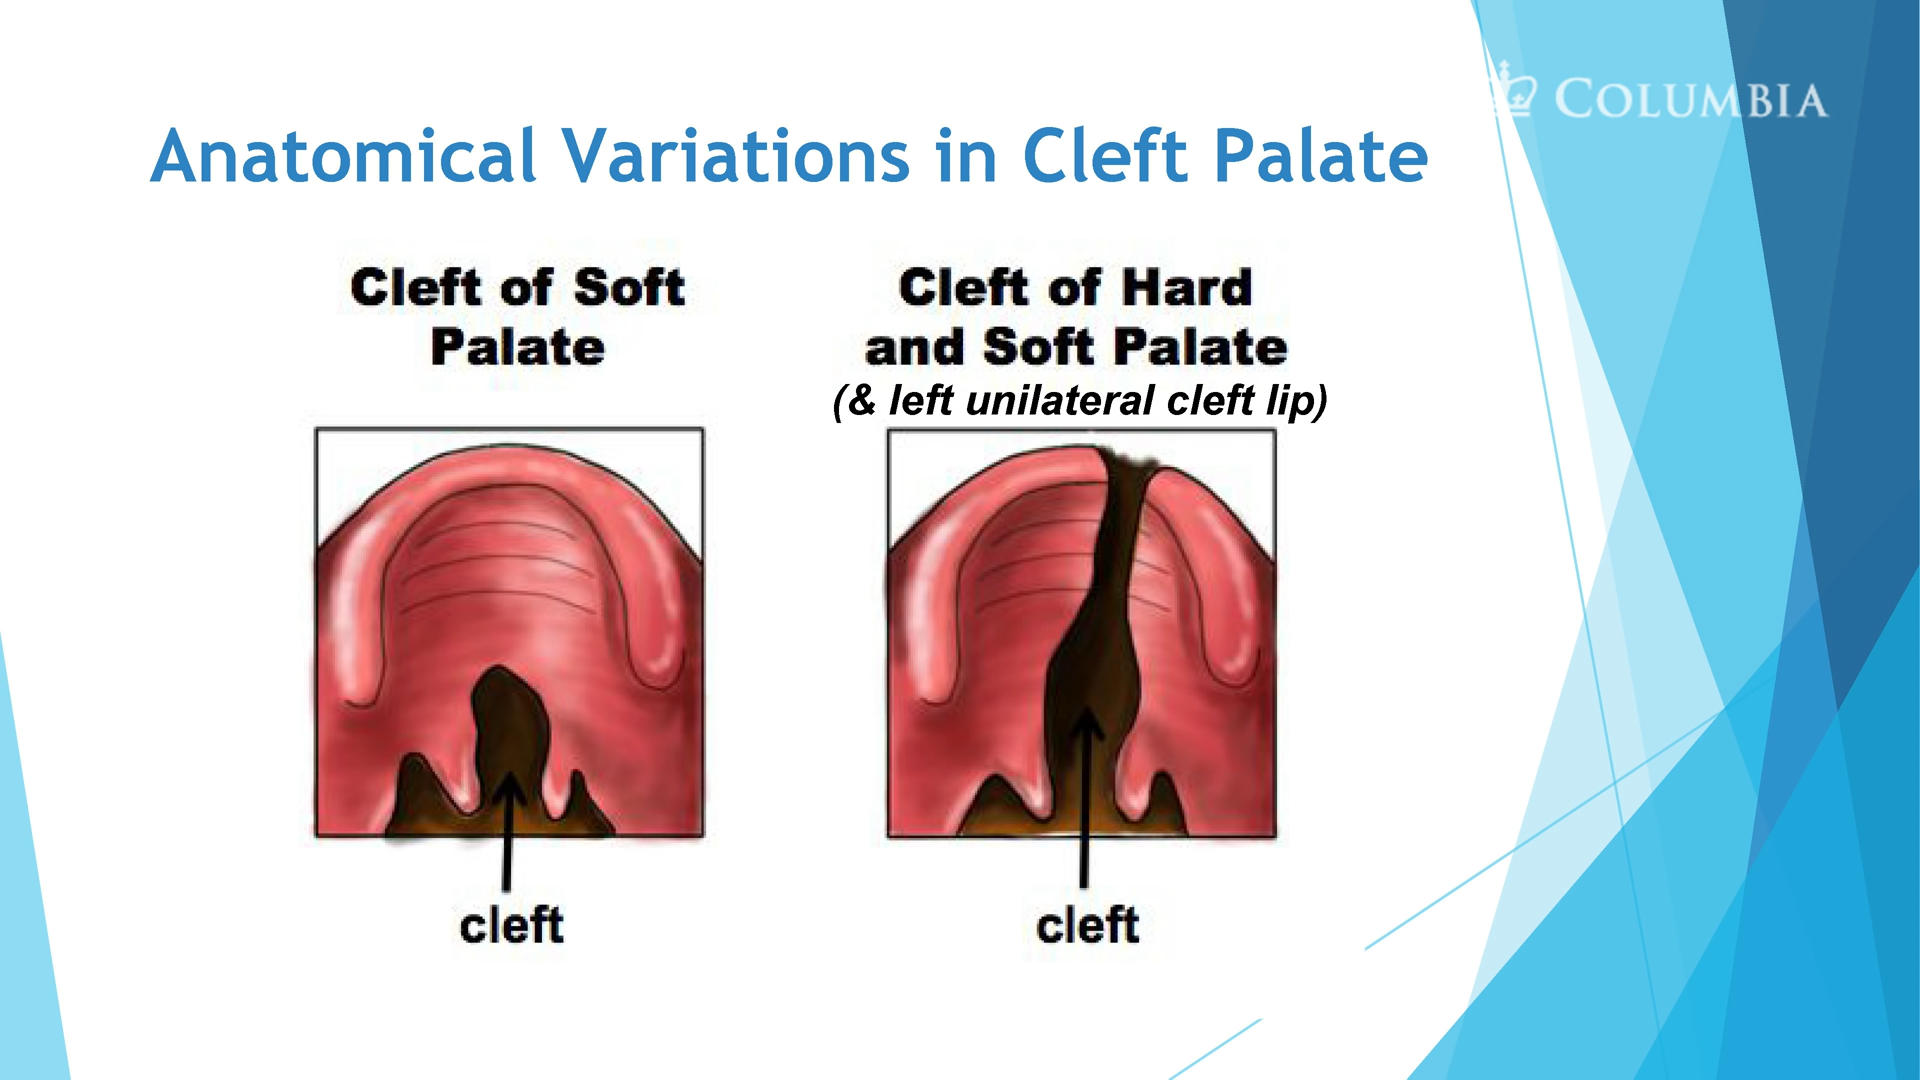 COLUMBIA
Anatomical Variations in Cleft Palate
Cleft of Soft
Palate
Cleft of Hard
and Soft Palate
(& left unilateral cleft lip)
cleft
cleft